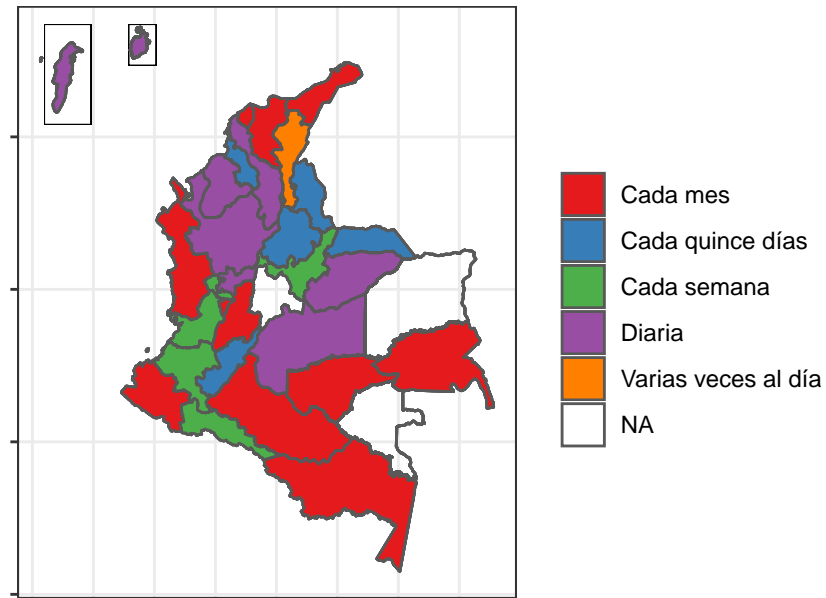 Cada mes
Cada quince días
Cada semana
Diaria
Varias veces al día
NA